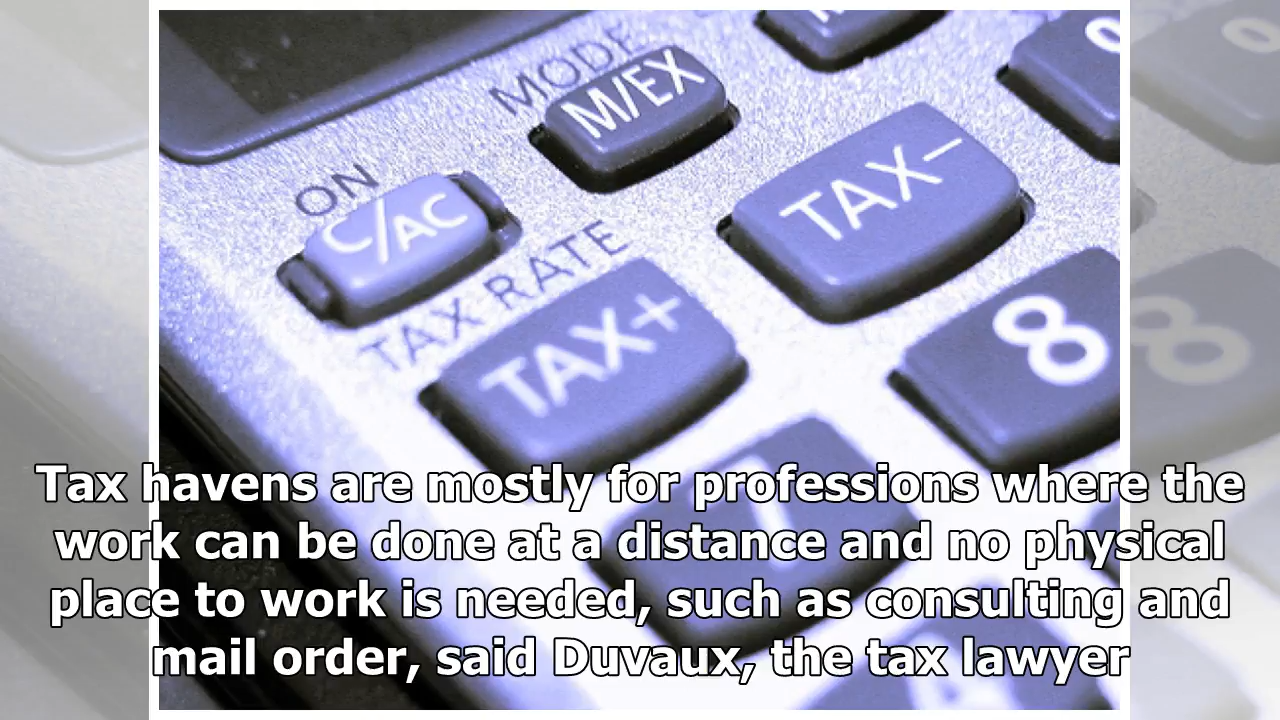 MODE
M/EX
ON
C/AC
TAX-
TAX RATE
TAX+
8
7
Tax havens are mostly for professions where the
work can be done at a distance and no physical
place to work is needed, such as consulting and
mail order, said Duvaux, the tax lawyer